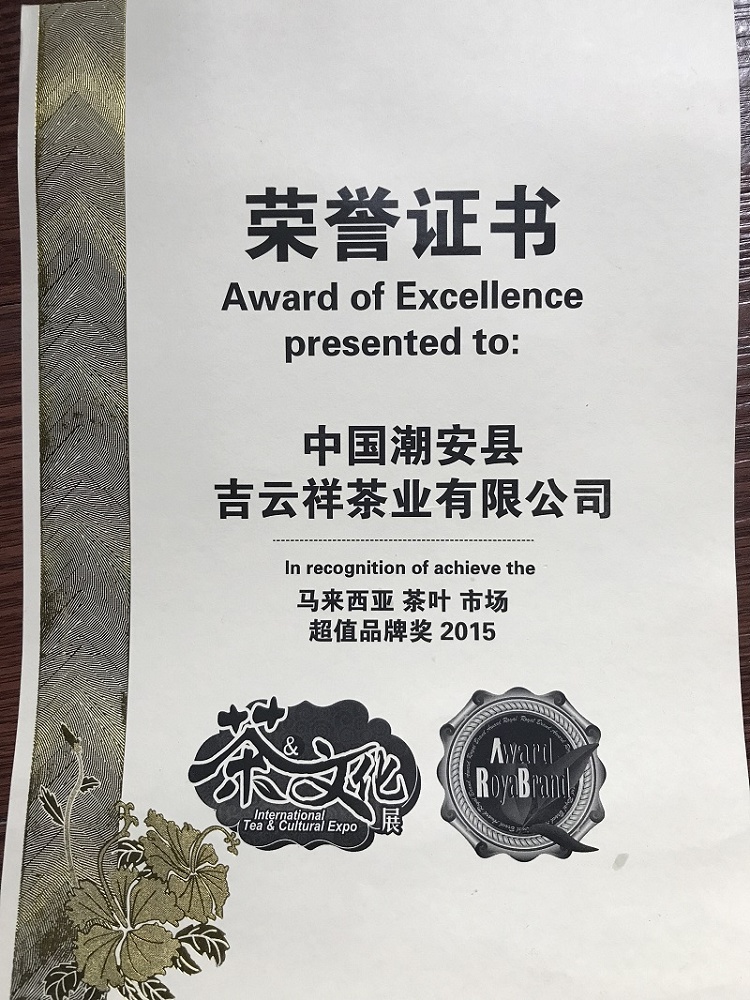 荣誉证书
Award of Excellence
presented to:
中国潮安县
吉云祥茶业有限公司
In recognition of achieve the
马来西亚 茶叶 市场
超值品牌奖 2015
茶&文化展
International
Tea & Cultural Expo
Award
RoyalBrand